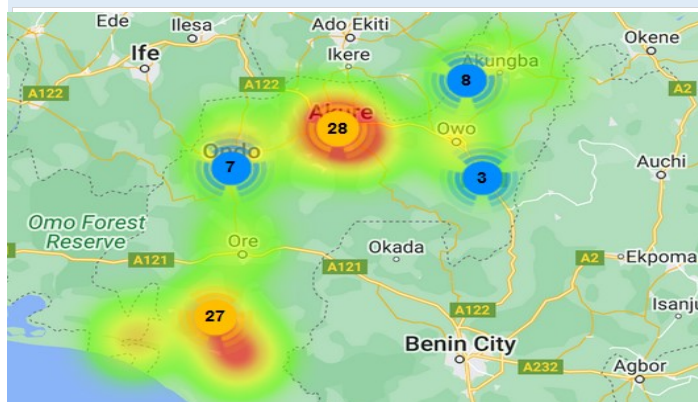 Ede
Ilesa
Ado Ekiti
Okene
Ife
Ikere
Akungba
8
A122
A122
A2
Akure
28
Owo
Ondo
7
3
Auchi
Omo Forest
Reserve
Ore
Okada
A121
A121
A2
Ekpoma
A122
Isanju
27
Benin City
A232
Agbor